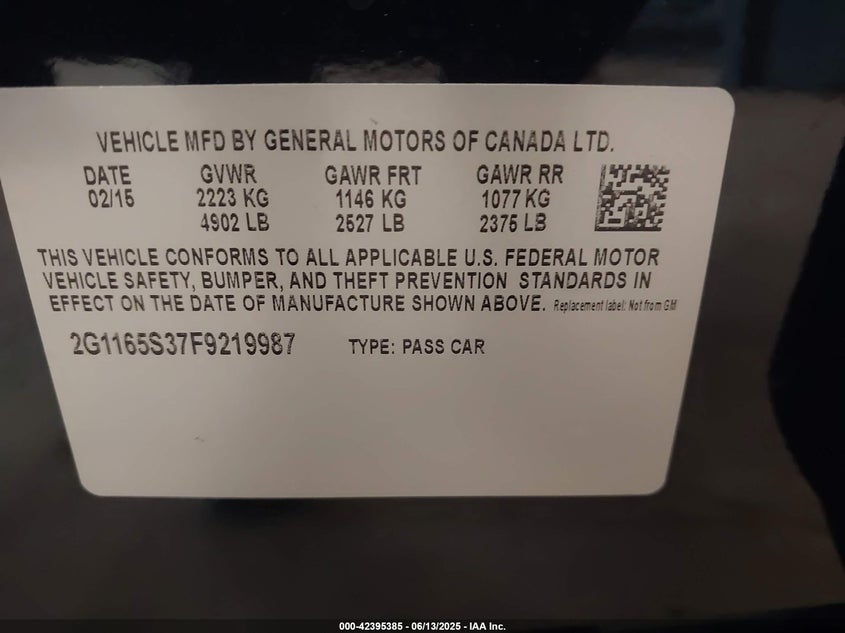 VEHICLE MFD BY GENERAL MOTORS OF CANADA LTD.
DATE GVWR GAWR FRT GAWR RR
02/15 2223 KG 1146 KG 1077 KG
4902 LB 2527 LB 2375 LB
THIS VEHICLE CONFORMS TO ALL APPLICABLE U.S. FEDERAL MOTOR
VEHICLE SAFETY, BUMPER, AND THEFT PREVENTION STANDARDS IN
EFFECT ON THE DATE OF MANUFACTURE SHOWN ABOVE. Replacement label: Not from GM
2G1165S37F9219987 TYPE: PASS CAR
000-42395385 - 06/13/2025 - IAA Inc.